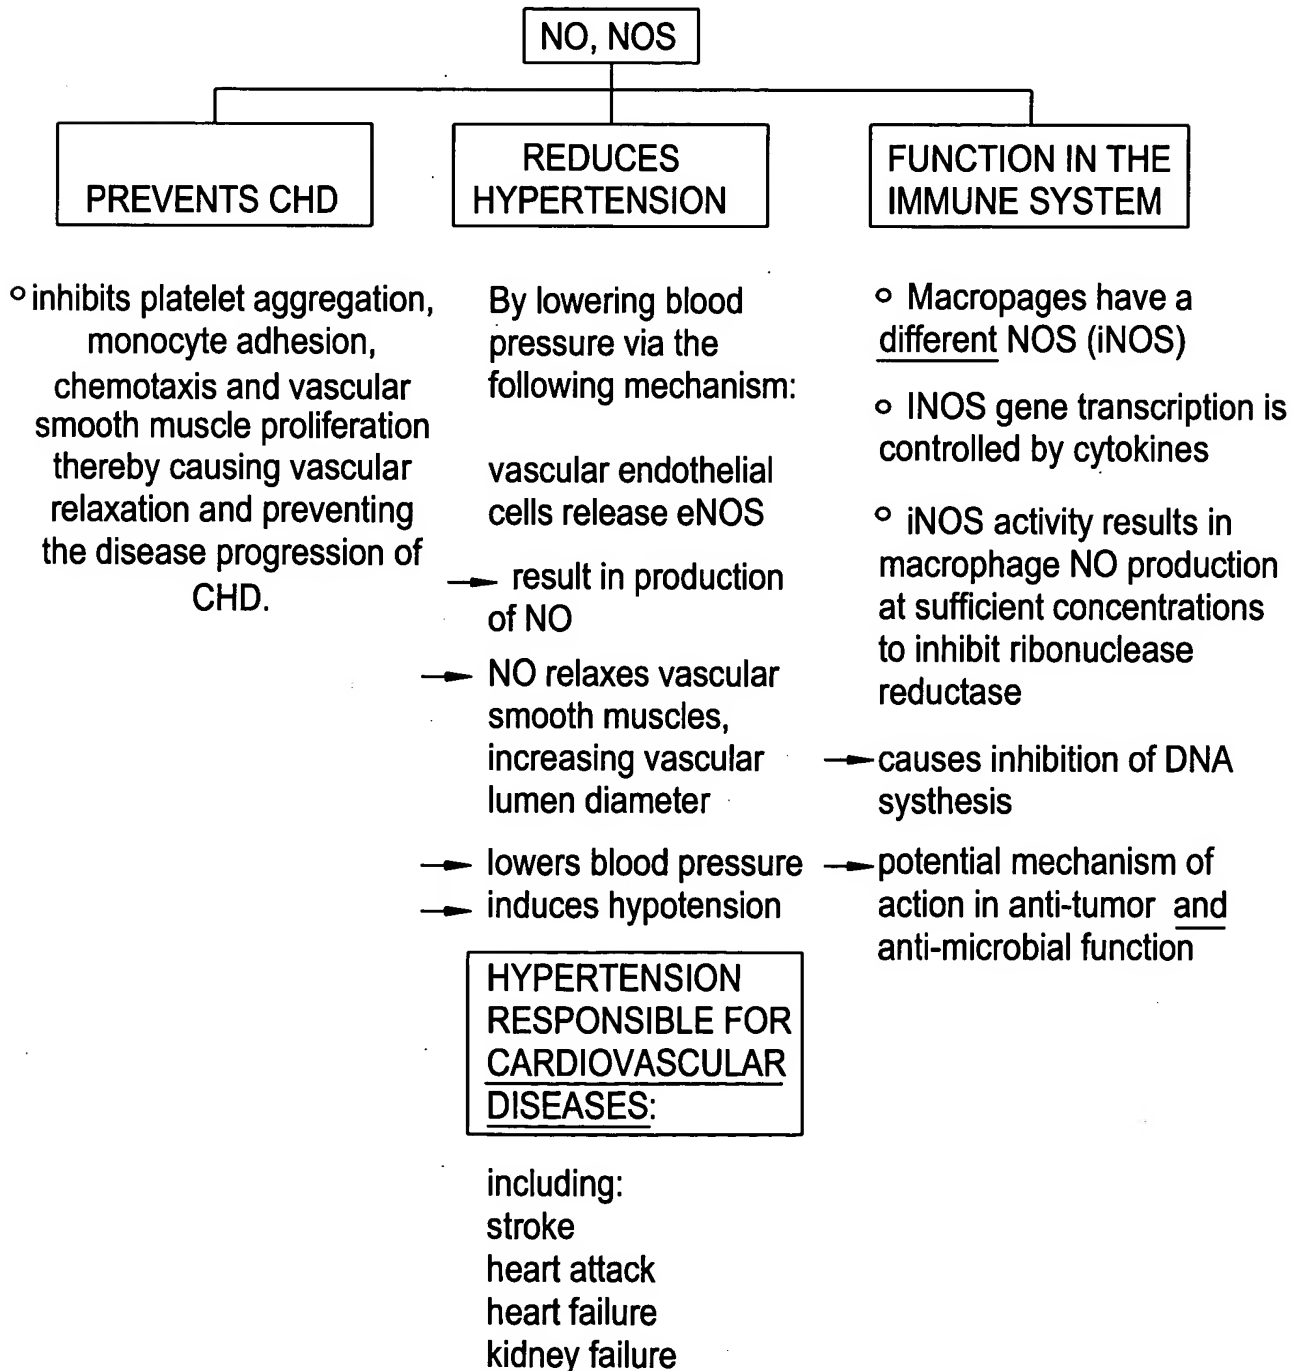 NO, NOS
PREVENTS CHD
o inhibits platelet aggregation,
monocyte adhesion,
chemotaxis and vascular
smooth muscle proliferation
thereby causing vascular
relaxation and preventing
the disease progression of
CHD.
REDUCES
HYPERTENSION
By lowering blood
pressure via the
following mechanism:
vascular endothelial
cells release eNOS
→ result in production
of NO
→ NO relaxes vascular
smooth muscles,
increasing vascular
lumen diameter
→ lowers blood pressure
→ induces hypotension
HYPERTENSION
RESPONSIBLE FOR
CARDIOVASCULAR
DISEASES:
including:
stroke
heart attack
heart failure
kidney failure
FUNCTION IN THE
IMMUNE SYSTEM
o Macropages have a
different NOS (iNOS)
o INOS gene transcription is
controlled by cytokines
o iNOS activity results in
macrophage NO production
at sufficient concentrations
to inhibit ribonuclease
reductase
→ causes inhibition of DNA
systhesis
→ potential mechanism of
action in anti-tumor and
anti-microbial function